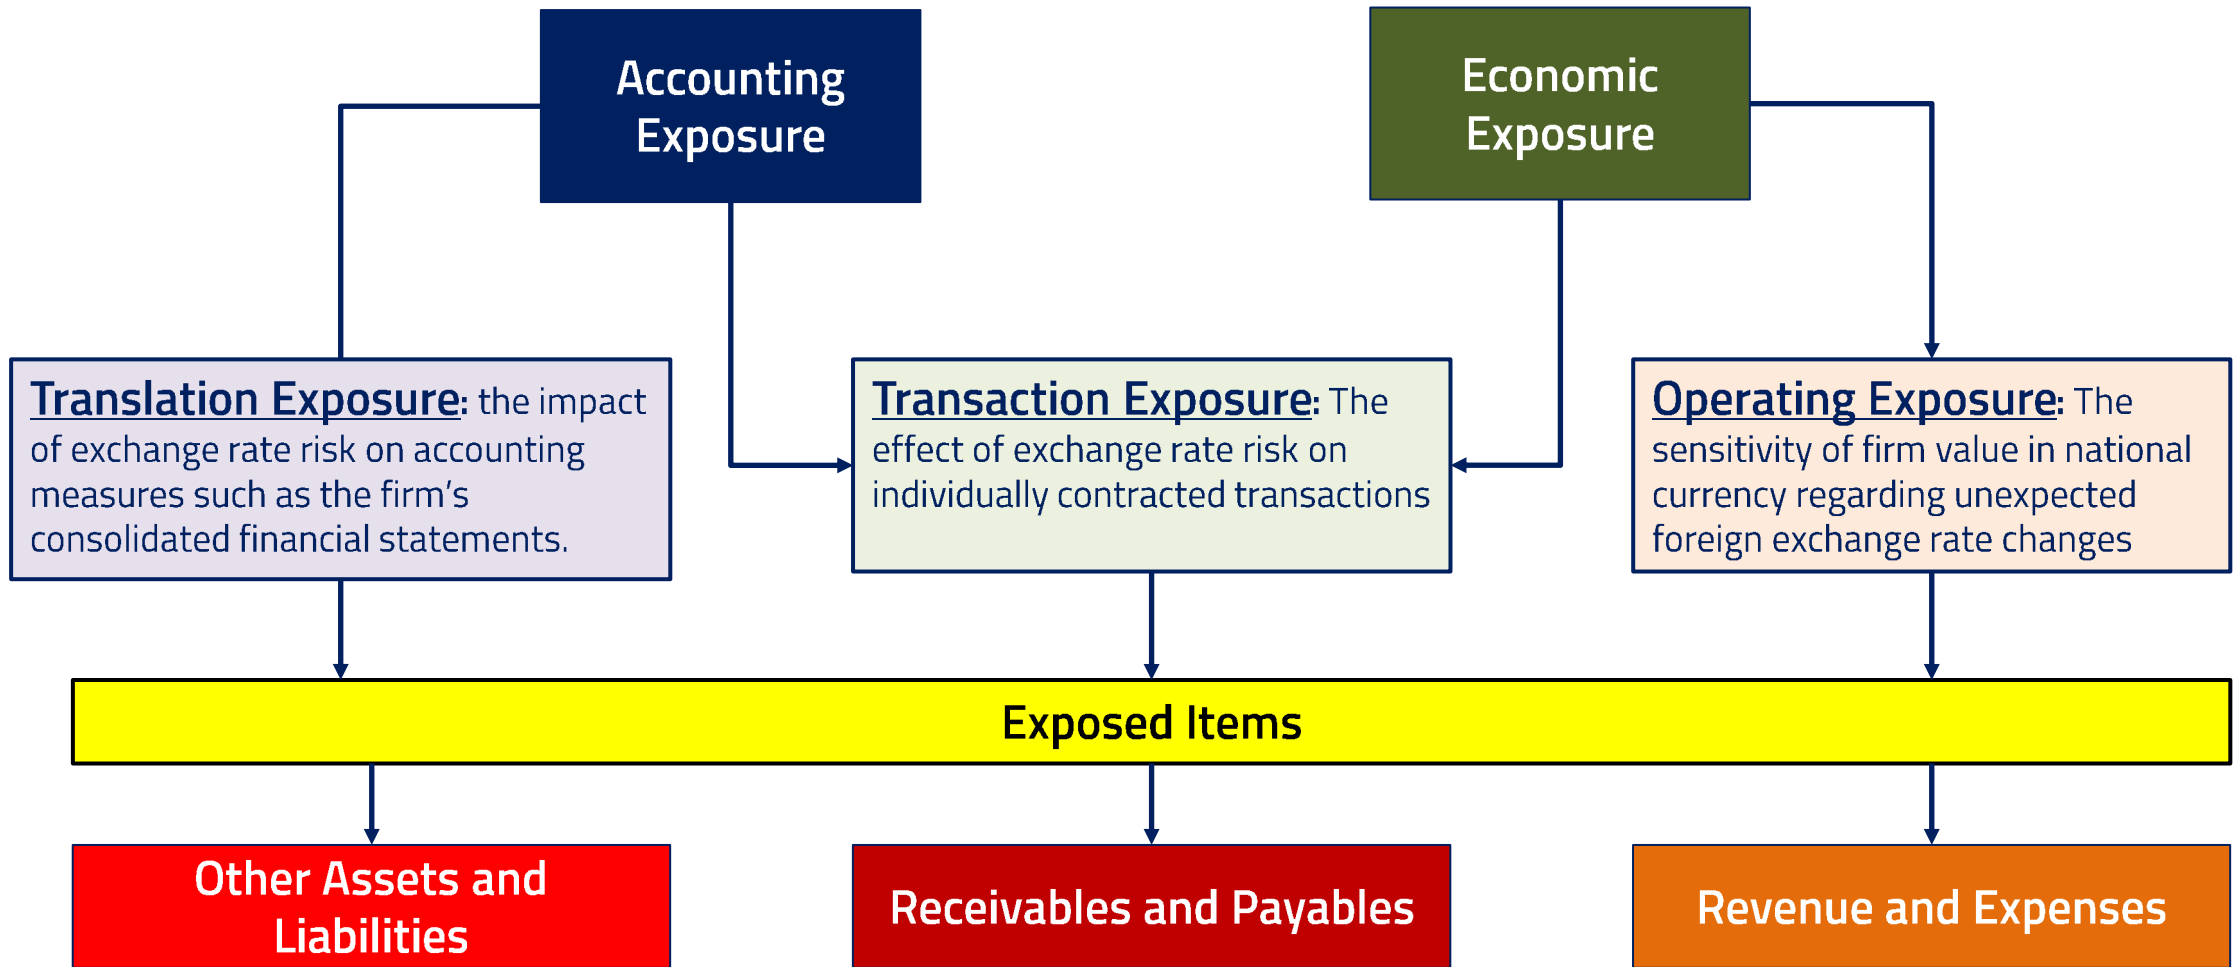 Accounting
Exposure
Economic
Exposure
Translation Exposure: the impact
of exchange rate risk on accounting
measures such as the firm's
consolidated financial statements.
Transaction Exposure: The
effect of exchange rate risk on
individually contracted transactions
Operating Exposure: The
sensitivity of firm value in national
currency regarding unexpected
foreign exchange rate changes
Exposed Items
Other Assets and
Liabilities
Receivables and Payables
Revenue and Expenses